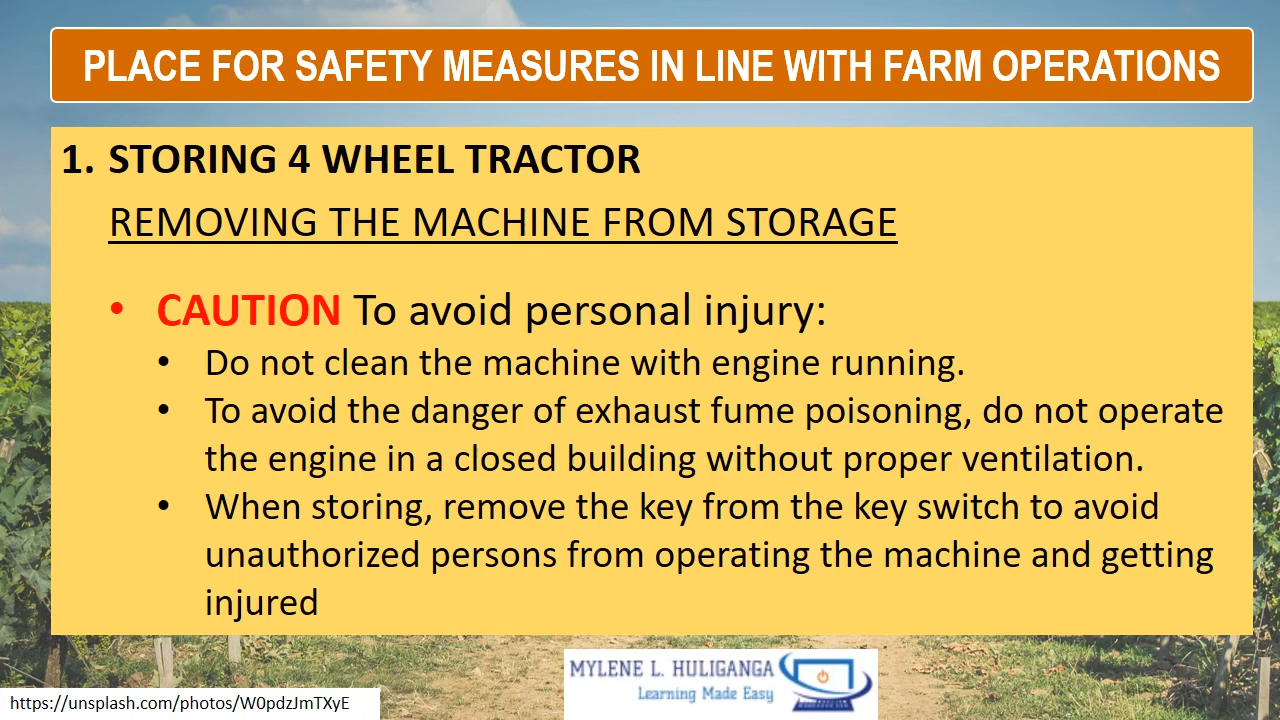 PLACE FOR SAFETY MEASURES IN LINE WITH FARM OPERATIONS
1. STORING 4 WHEEL TRACTOR
REMOVING THE MACHINE FROM STORAGE
• CAUTION To avoid personal injury:
• Do not clean the machine with engine running.
• To avoid the danger of exhaust fume poisoning, do not operate
the engine in a closed building without proper ventilation.
• When storing, remove the key from the key switch to avoid
unauthorized persons from operating the machine and getting
injured
MYLENE L. HULIGANGA
Learning Made Easy
https://unsplash.com/photos/W0pdzJmTXyE